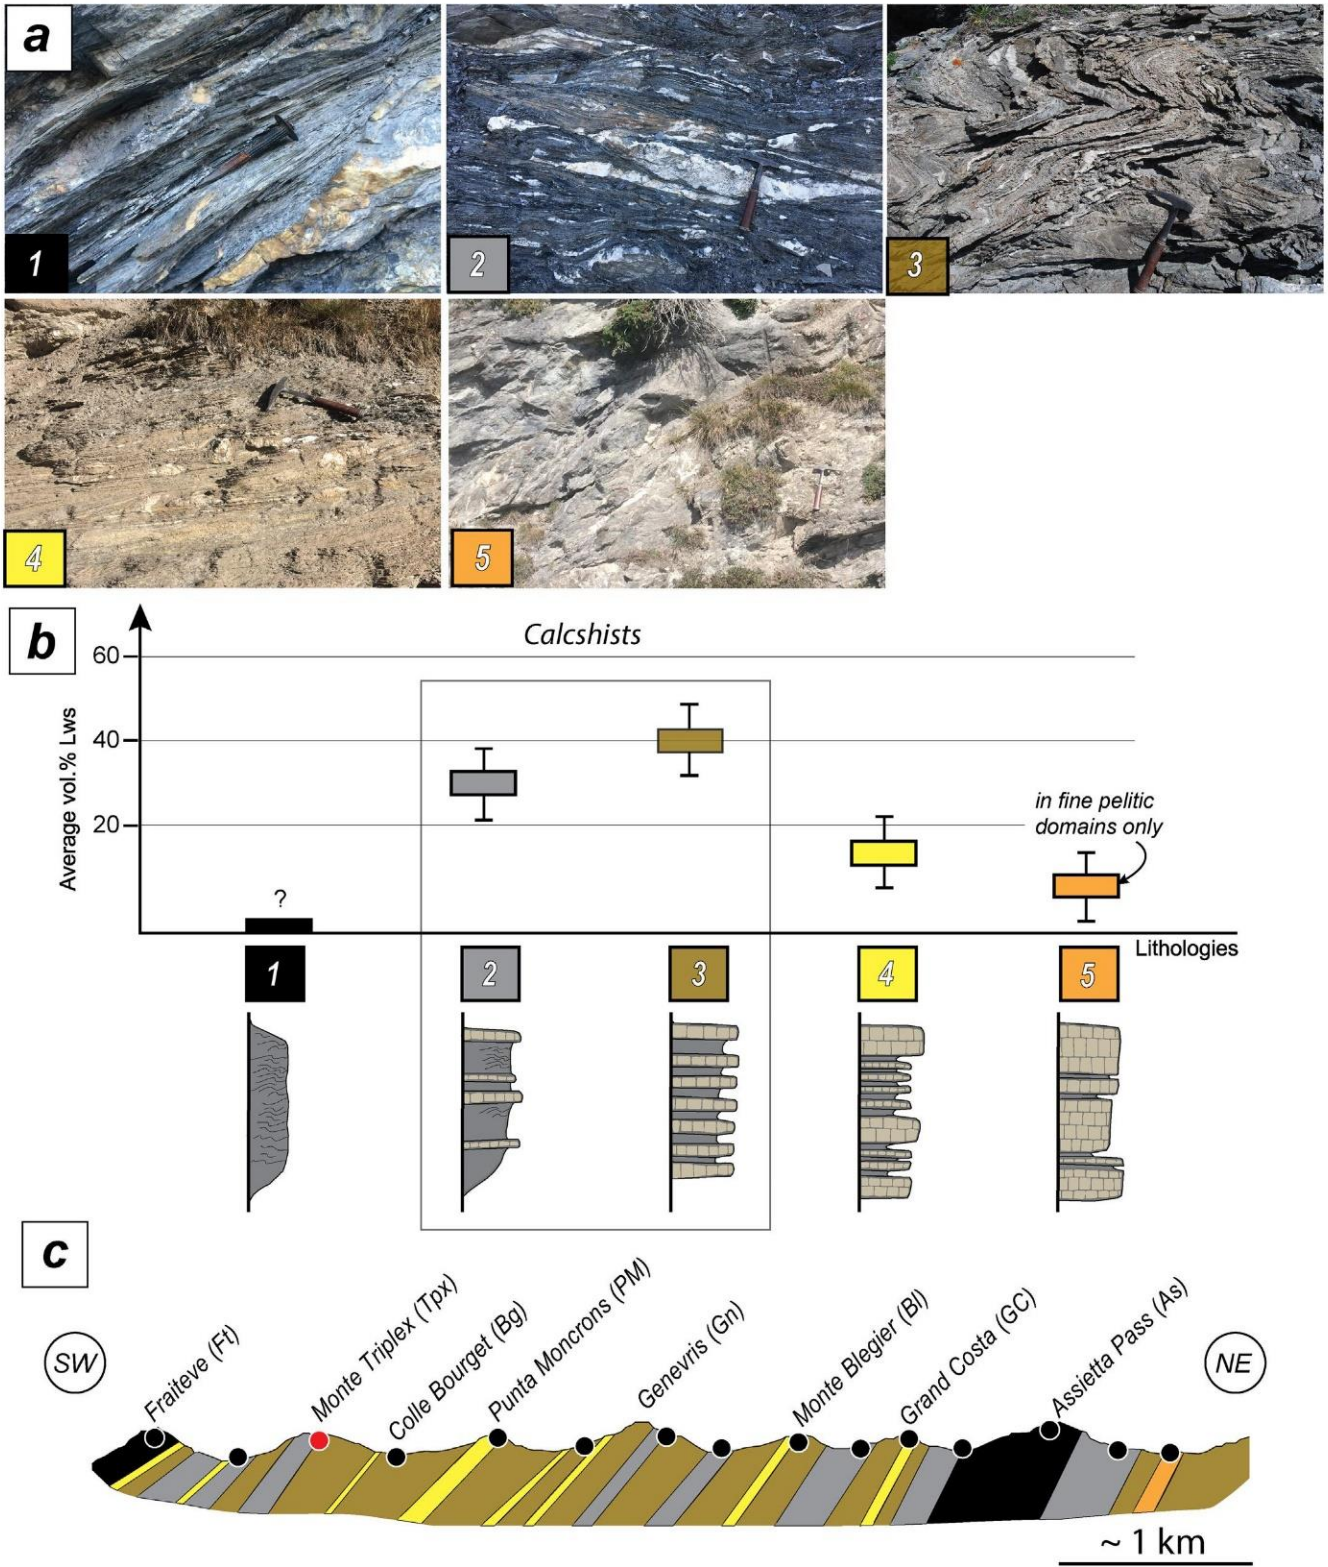 a
1
2
3
4
5
b
Calcshists
60
40
20
Average vol.% Lws
?
in fine pelitic
domains only
Lithologies
1
2
3
4
5
c
SW
NE
Fraiteve (Ft)
Monte Triplex (Tpx)
Colle Bourget (Bg)
Punta Moncrons (PM)
Genevris (Gn)
Monte Blegier (Bl)
Grand Costa (GC)
Assietta Pass (As)
~ 1 km